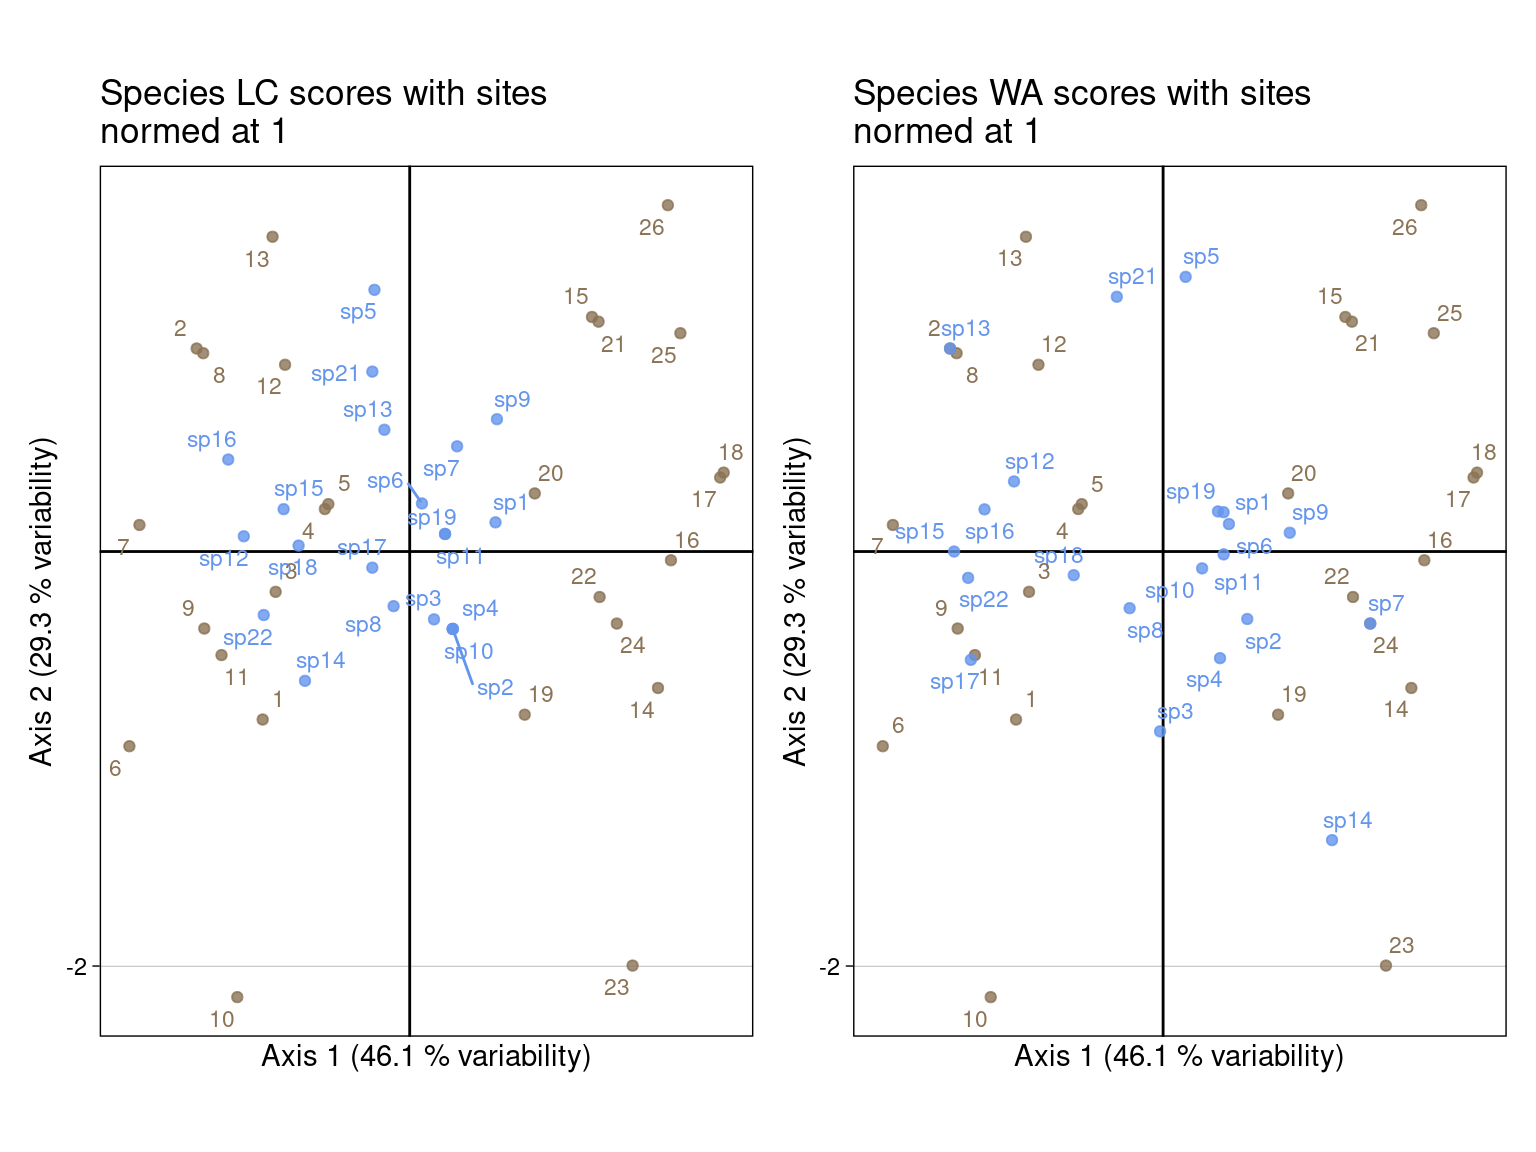 Species LC scores with sites
normed at 1
26
13
15
sp5
2
21
25
8
12
sp21
sp9
sp13
sp16
sp7
18
sp6
20
5
sp15
17
sp1
sp19
4
16
7
sp17
sp12
sp11
3
sp18
22
sp3
9
sp4
sp8
sp22
24
sp10
sp14
11
sp2
19
1
14
6
-2
23
10
Axis 2 (29.3 % variability)
Axis 1 (46.1 % variability)
Species WA scores with sites
normed at 1
26
sp5
13
sp21
15
25
2
sp13
21
12
8
18
sp12
20
5
sp19
17
sp1
sp9
sp15
sp16
4
16
7
sp6
sp18
3
22
sp11
sp10
sp22
sp7
9
sp8
sp2
24
sp17
11
sp4
19
1
14
sp3
6
sp14
23
-2
10
Axis 2 (29.3 % variability)
Axis 1 (46.1 % variability)